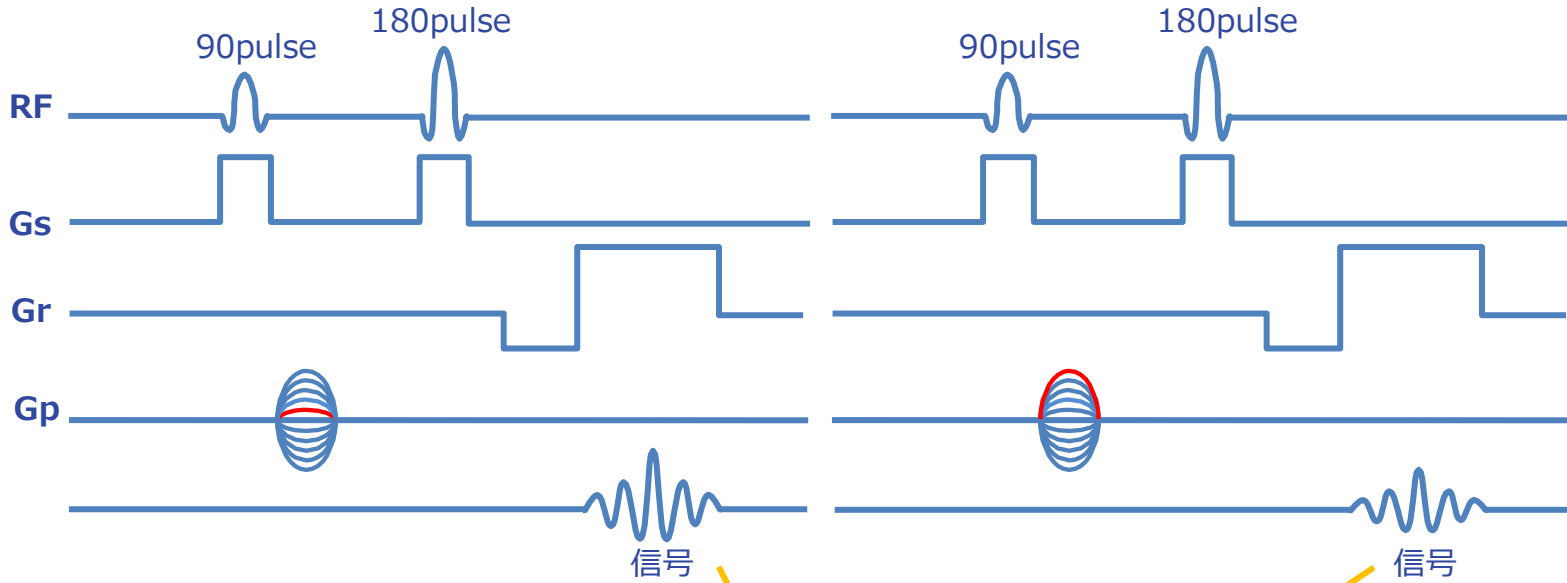 90pulse
180pulse
90pulse
180pulse
RF
Gs
Gr
Gp
信号
信号